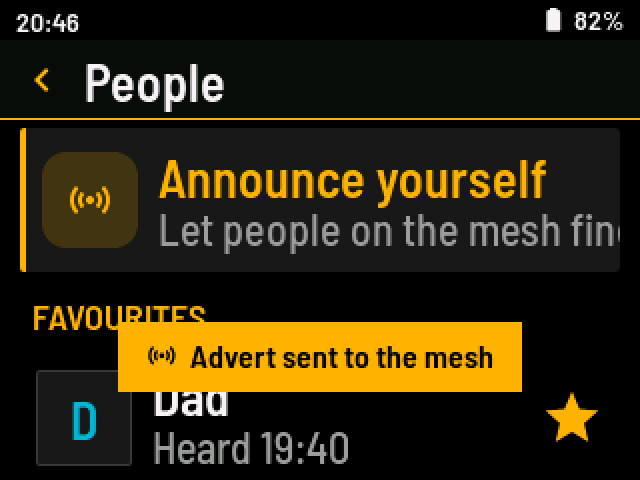 20:46
82%
People
Announce yourself
Let people on the mesh fin
FAVOURITES
Advert sent to the mesh
D
Dad
Heard 19:40